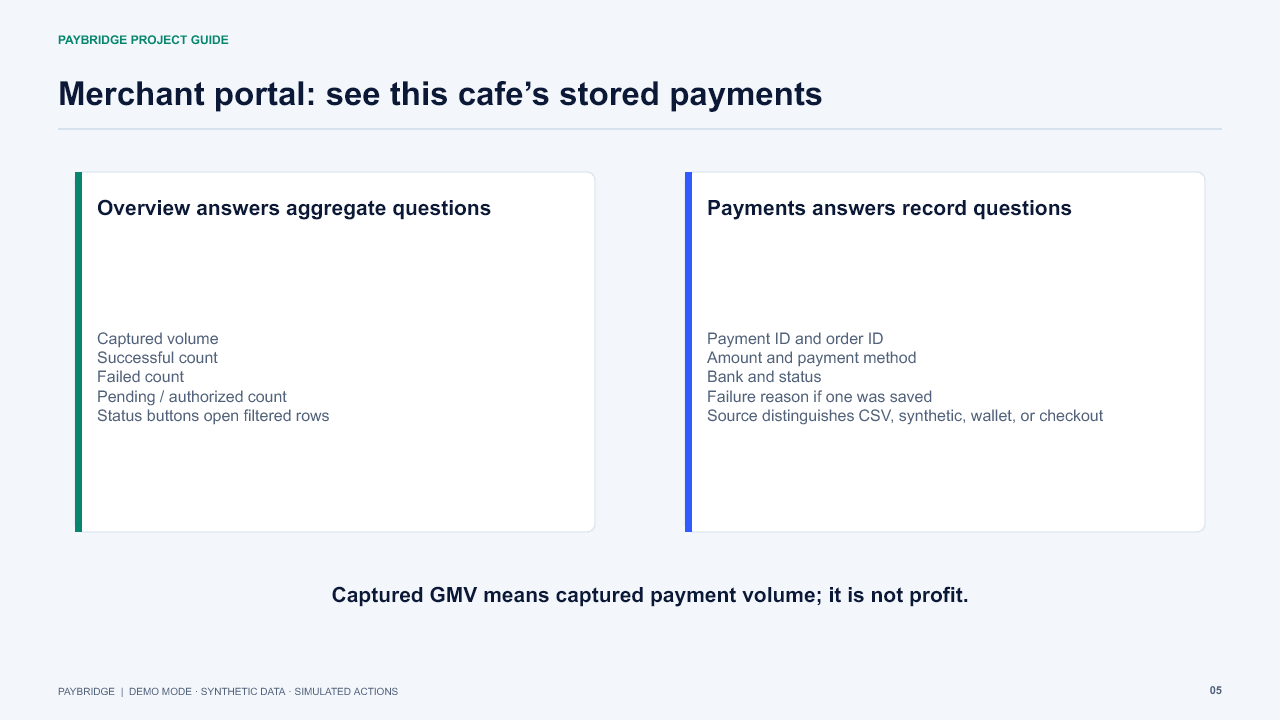 PAYBRIDGE PROJECT GUIDE
Merchant portal: see this cafe’s stored payments
Overview answers aggregate questions
Captured volume
Successful count
Failed count
Pending / authorized count
Status buttons open filtered rows
Payments answers record questions
Payment ID and order ID
Amount and payment method
Bank and status
Failure reason if one was saved
Source distinguishes CSV, synthetic, wallet, or checkout
Captured GMV means captured payment volume; it is not profit.
PAYBRIDGE | DEMO MODE · SYNTHETIC DATA · SIMULATED ACTIONS
05